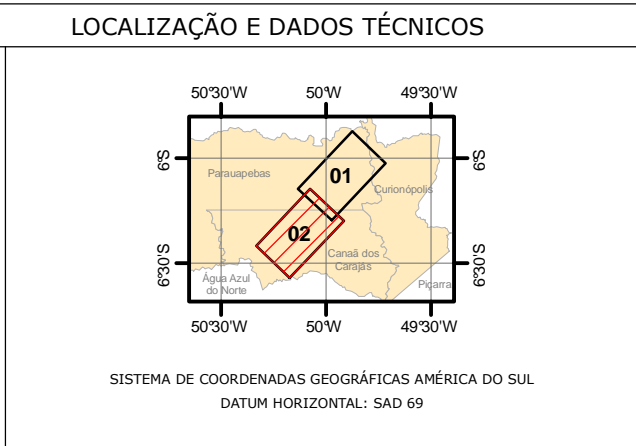 LOCALIZAÇÃO E DADOS TÉCNICOS
50°30'W 50°W 49°30'W
6°S 6°S
Parauapebas
01
Curionópolis
02
Canaã dos
Carajás
6°30'S 6°30'S
Água Azul
do Norte
Piçarra
50°30'W 50°W 49°30'W
SISTEMA DE COORDENADAS GEOGRÁFICAS AMÉRICA DO SUL
DATUM HORIZONTAL: SAD 69